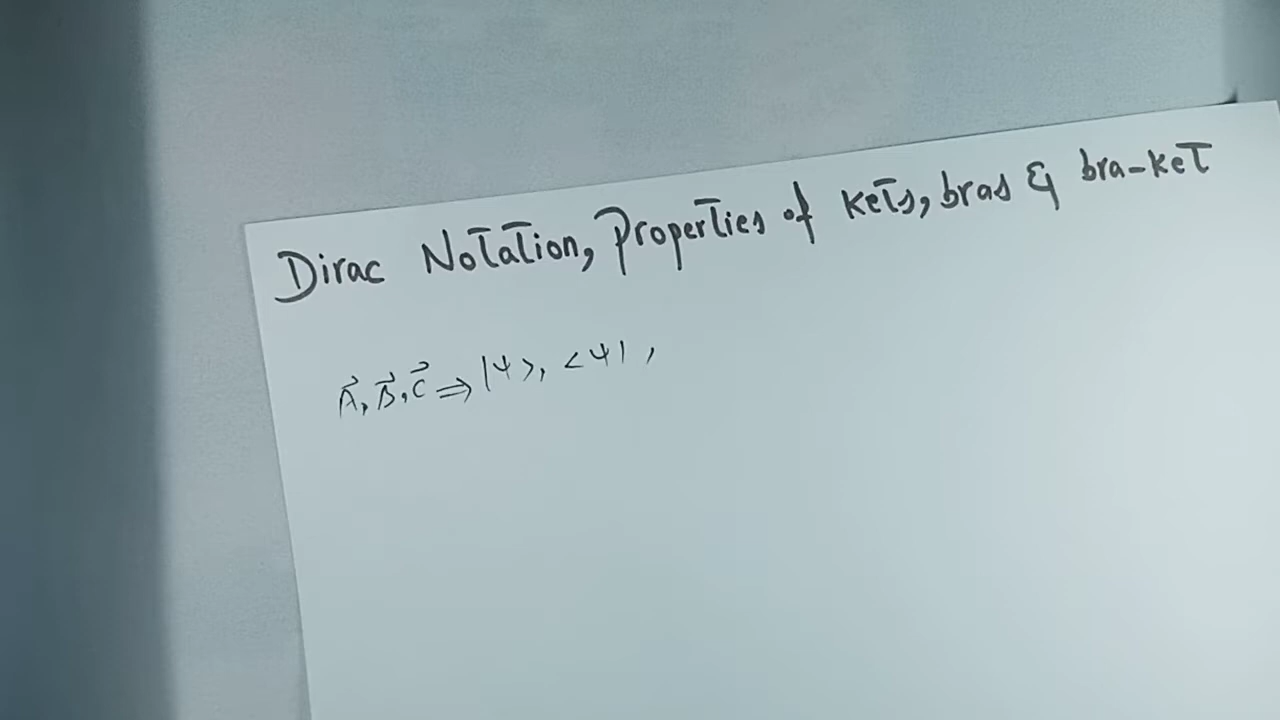 Dirac Notation, Properties of kets, bras & bra-ket
A⃗, B⃗, C⃗ ⇒ |ψ>, <ψ| ,